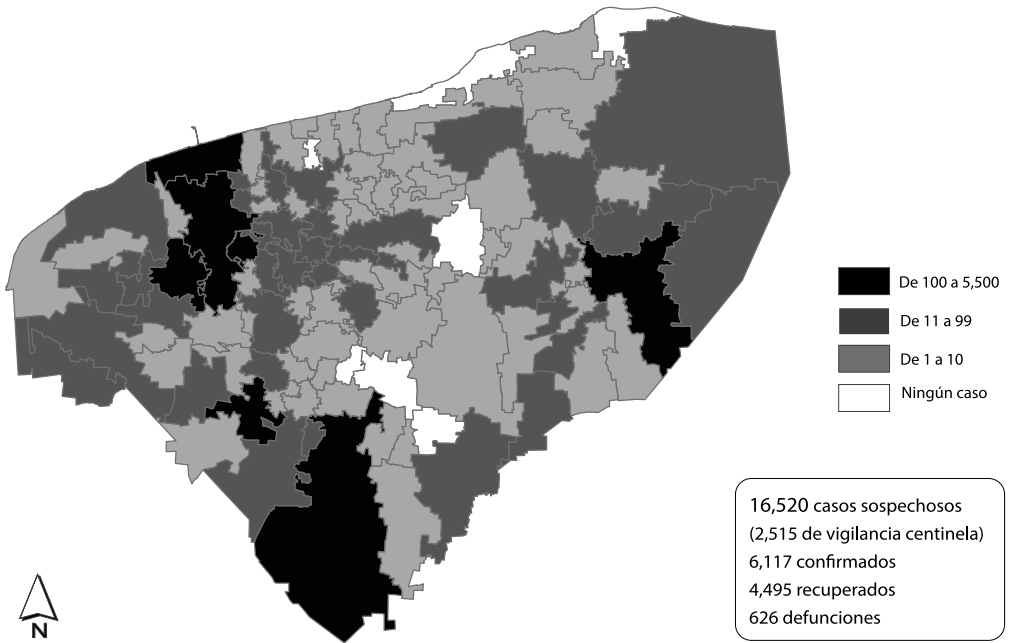 De 100 a 5,500
De 11 a 99
De 1 a 10
Ningún caso
16,520 casos sospechosos
(2,515 de vigilancia centinela)
6,117 confirmados
4,495 recuperados
626 defunciones
N